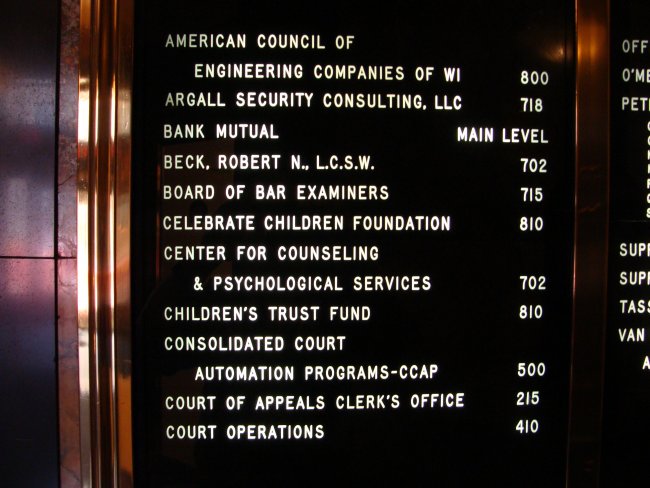 AMERICAN COUNCIL OF
ENGINEERING COMPANIES OF WI 800
ARGALL SECURITY CONSULTING, LLC 718
BANK MUTUAL MAIN LEVEL
BECK, ROBERT N., L.C.S.W. 702
BOARD OF BAR EXAMINERS 715
CELEBRATE CHILDREN FOUNDATION 810
CENTER FOR COUNSELING
& PSYCHOLOGICAL SERVICES 702
CHILDREN'S TRUST FUND 810
CONSOLIDATED COURT
AUTOMATION PROGRAMS-CCAP 500
COURT OF APPEALS CLERK'S OFFICE 215
COURT OPERATIONS 410
VAN